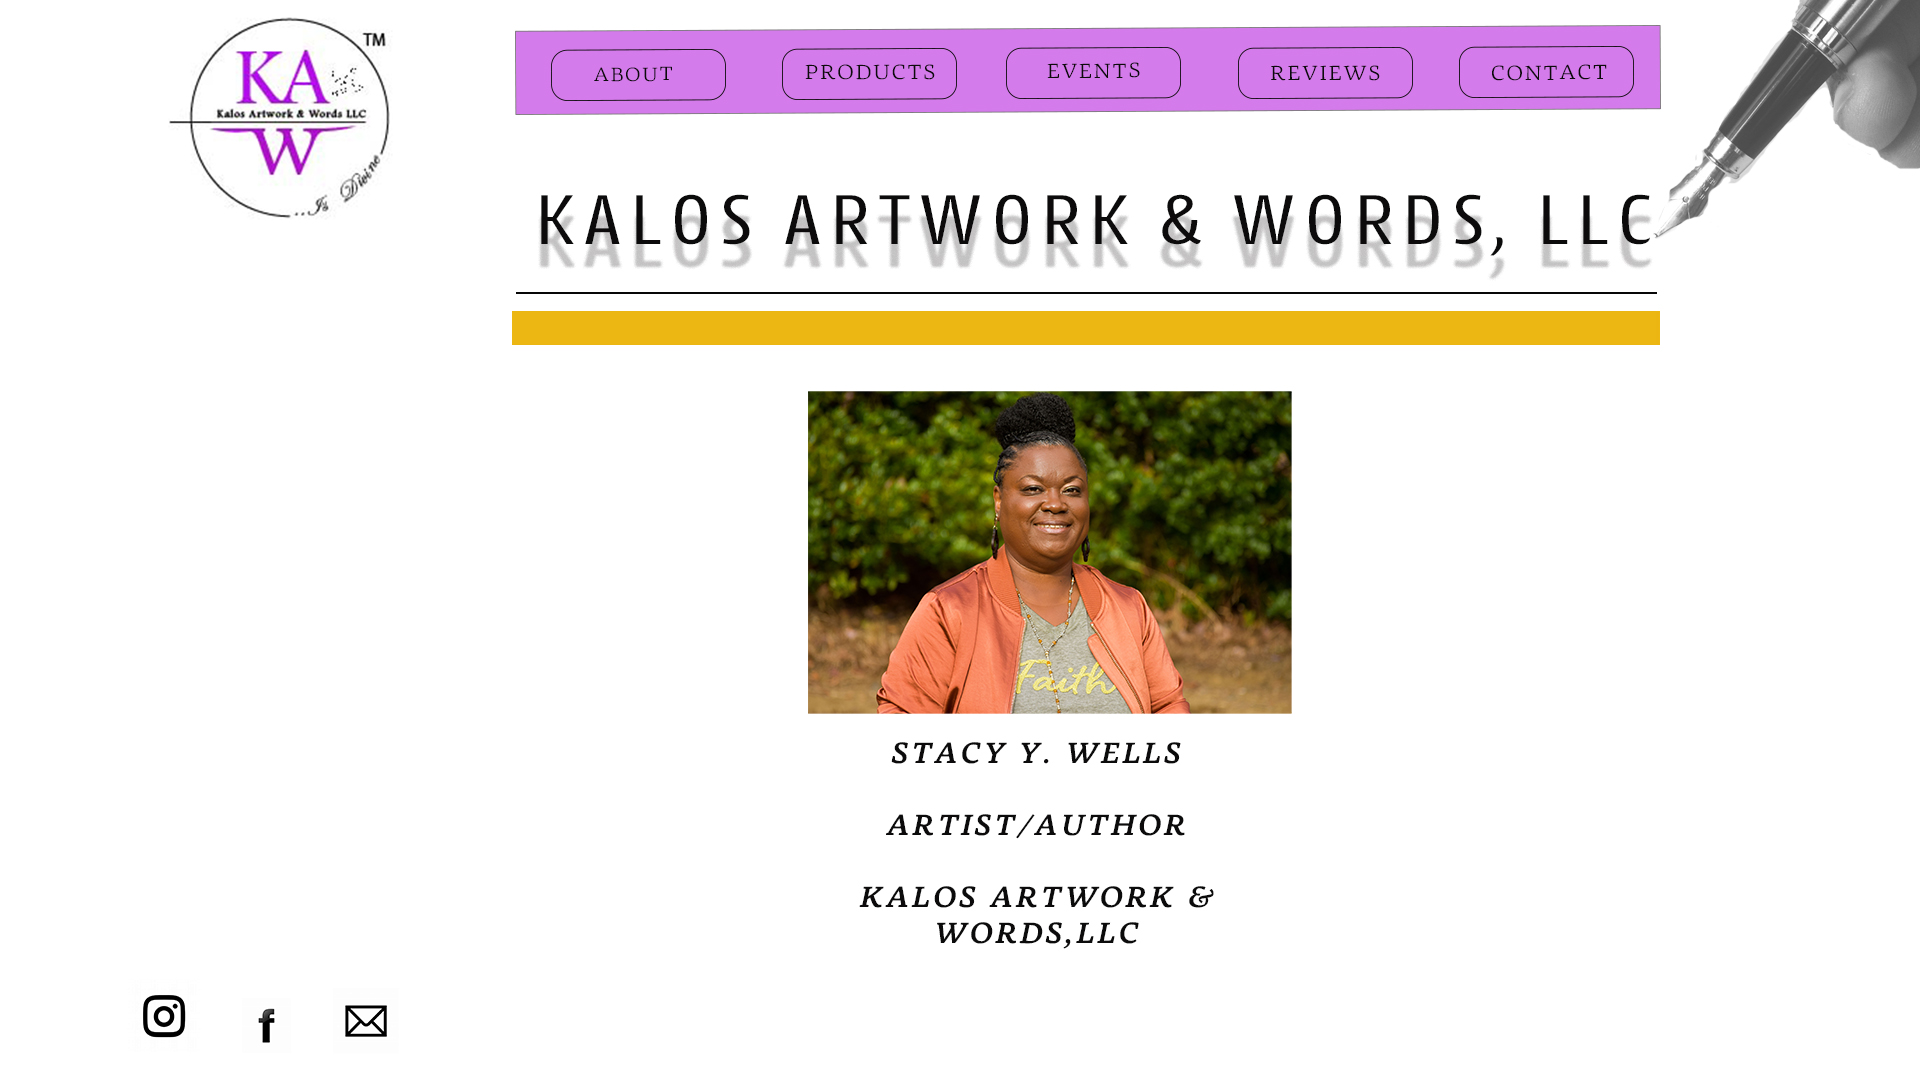 KA
TM
Kalos Artwork & Words LLC
W
...Is Divine
ABOUT
PRODUCTS
EVENTS
REVIEWS
CONTACT
KALOS ARTWORK & WORDS, LLC
Faith
STACY Y. WELLS
ARTIST/AUTHOR
KALOS ARTWORK &
WORDS,LLC
f